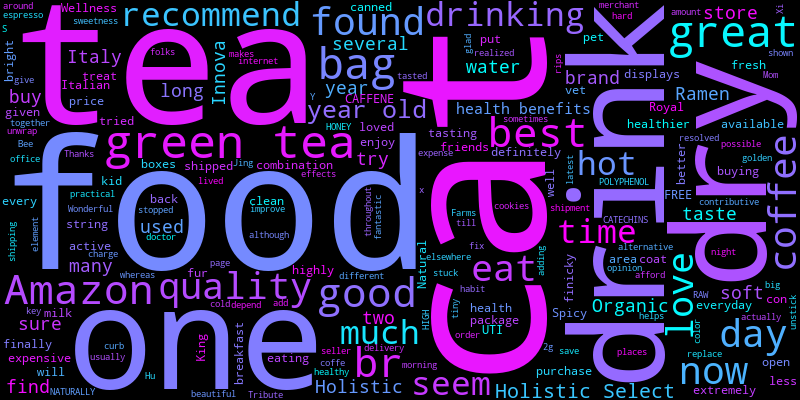 tea
food
one
cat
drink
dry
green tea
Amazon
quality
good
best
great
found
bag
recommend
drinking
hot
time
eat
br
seem
much
now
day
love
coffee
soft
year old
several
water
year
long
Italy
Innova
buy
find
sure
many
used
try
two
brand
store
Ramen
taste
Organic
Holistic Select
Holistic
health benefits
around
espresso
S
Wellness
sweetness
bright
give
Italian
treat
folks
makes
internet
canned
glad
put
realized
tasted
merchant
hard
amount
Xi
pet
fresh
shown
displays
vet
rips
Mom
price
given
together
unwrap
tried
Y
CAFFENE
HONEY
loved
enjoy
tasting
friends
sometimes
definitely
latest
Royal
healthier
available
resolved
possible
golden
better
buying
Bee
office
Thanks
boxes
shipped
Jing
combination
effects
expense
well
POLYPHENOL
FREE
contributive
CATECHINS
every
kid
practical
back
lived
clean
improve
throughout
fantastic
x
cookies
shipment
Wonderful
stopped
although
string
doctor
Farms
till
shipping
element
active
charge
whereas
page
fur
highly
different
Natural
elsewhere
stuck
fix
adding
finicky
area
coat
alternative
opinion
afford
night
RAW
big
everyday
con
key
milk
cold
depend
add
HIGH
tiny
habit
health
package
UTI
order
Spicy
helps
color
actually
unstick
finally
curb
usually
King
breakfast
eating
seller
coffe
healthy
delivery
morning
2g
save
purchase
places
replace
open
less
extremely
expensive
will
NATURALLY
Hu
beautiful
Tribute